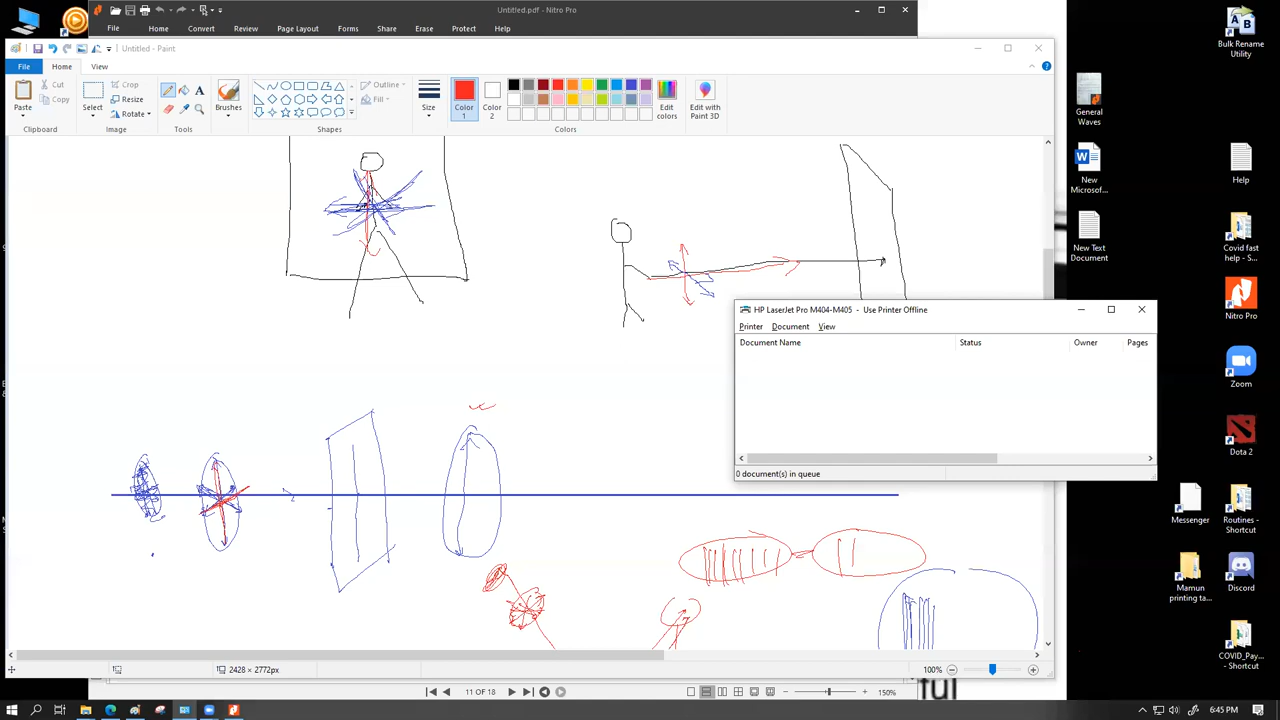 Untitled.pdf - Nitro Pro
File Home Convert Review Page Layout Forms Share Erase Protect Help
Untitled - Paint
File Home View
Paste
Cut
Copy
Clipboard
Select
Crop
Resize
Rotate
Image
Tools
Brushes
Shapes
Outline
Fill
Size
Color 1
Color 2
Edit colors
Edit with Paint 3D
Colors
HP LaserJet Pro M404-M405 - Use Printer Offline
Printer Document View
Document Name Status Owner Pages
0 document(s) in queue
2428 × 2772px
100%
11 OF 18
150%
ful
Bulk Rename Utility
General Waves
New Microsof...
Help
New Text Document
Covid fast help - S...
Nitro Pro
Zoom
Dota 2
Messenger
Routines - Shortcut
Mamun printing ta...
Discord
COVID_Pay... - Shortcut
6:45 PM